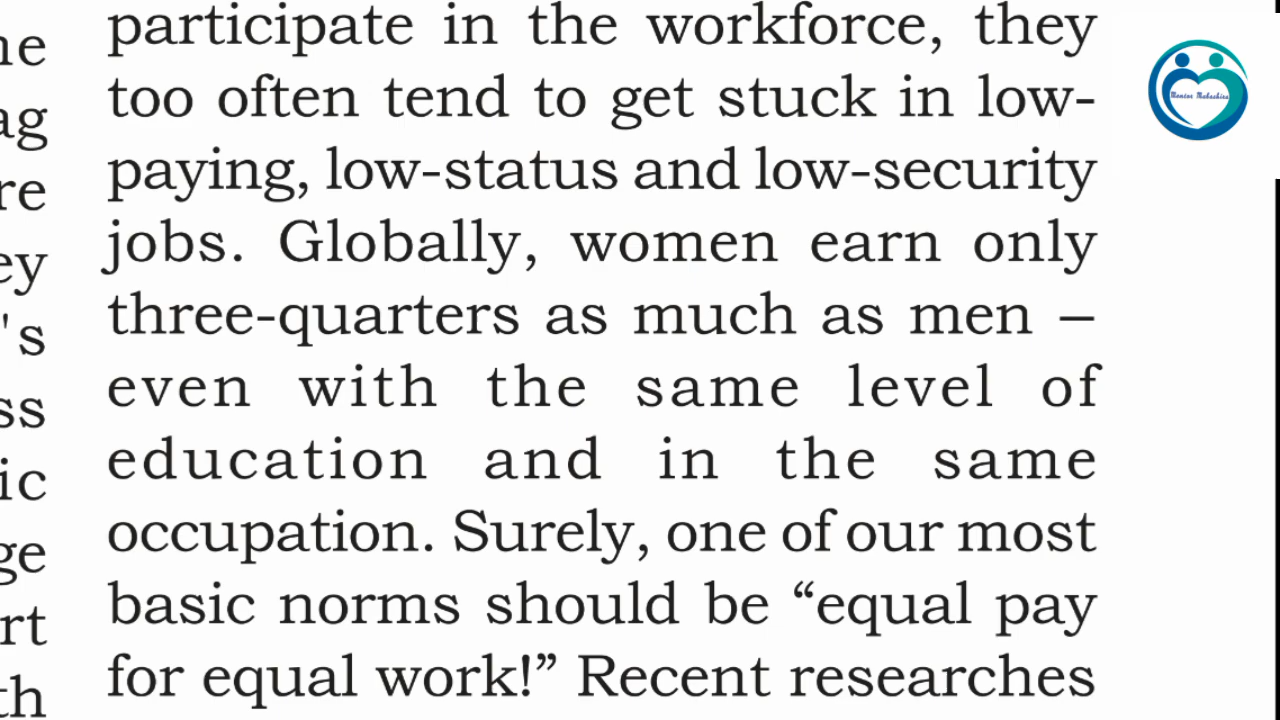 participate in the workforce, they
too often tend to get stuck in low-
paying, low-status and low-security
jobs. Globally, women earn only
three-quarters as much as men –
even with the same level of
education and in the same
occupation. Surely, one of our most
basic norms should be “equal pay
for equal work!” Recent researches